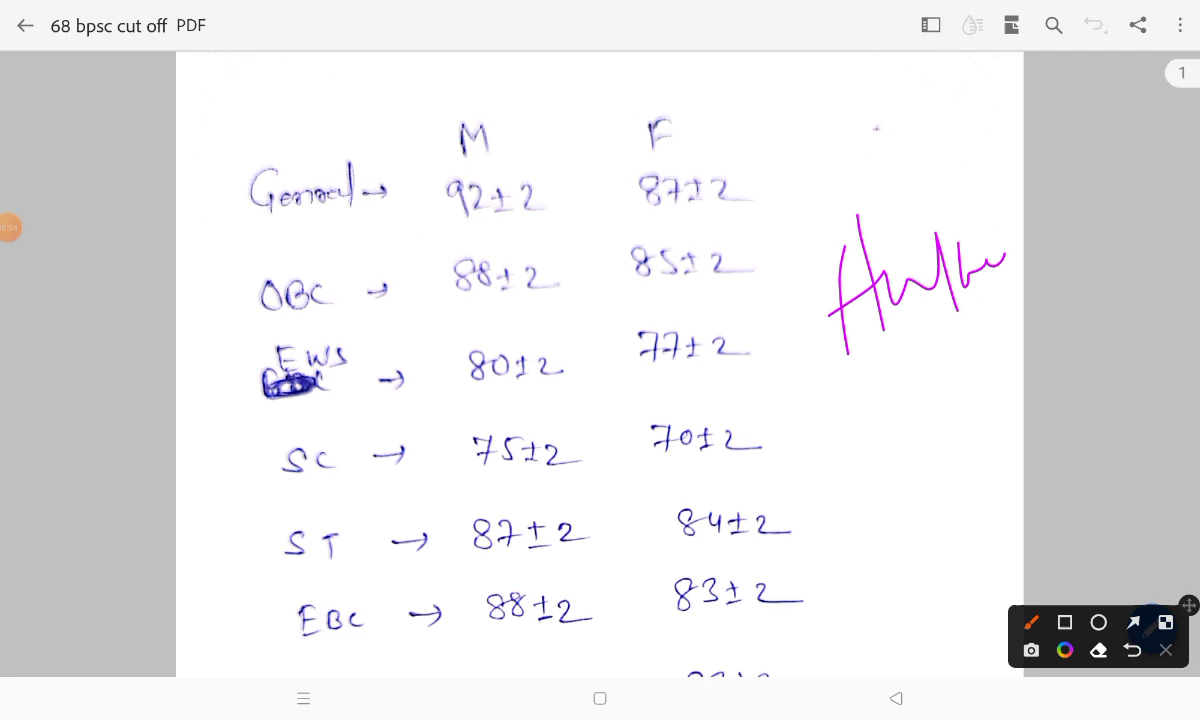 68 bpsc cut off PDF
1
M F
General → 92±2 87±2
OBC → 88±2 85±2
EWS → 80±2 77±2
SC → 75±2 70±2
ST → 87±2 84±2
EBC → 88±2 83±2